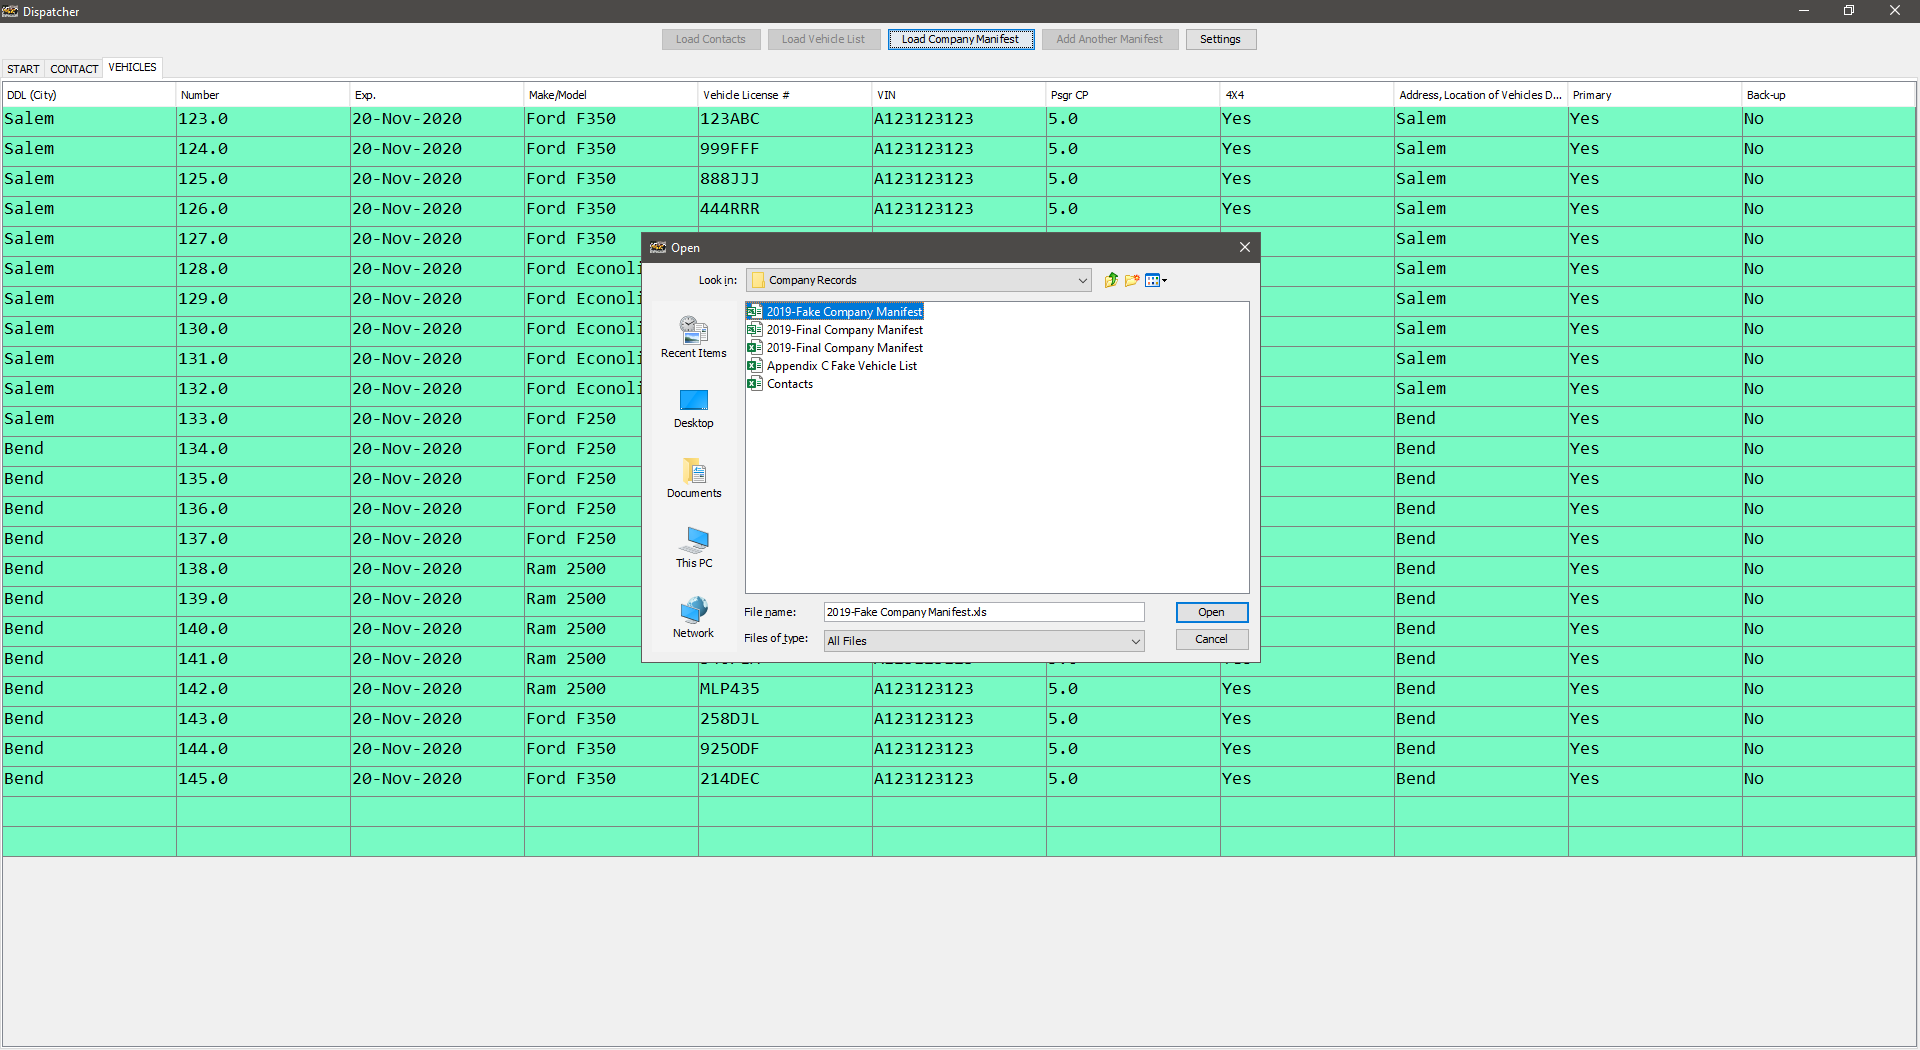 Dispatcher
Load Contacts Load Vehicle List Load Company Manifest Add Another Manifest Settings
START CONTACT VEHICLES
DDL (City) Number Exp. Make/Model Vehicle License # VIN Psgr CP 4X4 Address, Location of Vehicles D... Primary Back-up
Salem 123.0 20-Nov-2020 Ford F350 123ABC A123123123 5.0 Yes Salem Yes No
Salem 124.0 20-Nov-2020 Ford F350 999FFF A123123123 5.0 Yes Salem Yes No
Salem 125.0 20-Nov-2020 Ford F350 888JJJ A123123123 5.0 Yes Salem Yes No
Salem 126.0 20-Nov-2020 Ford F350 444RRR A123123123 5.0 Yes Salem Yes No
Salem 127.0 20-Nov-2020 Ford F350 Salem Yes No
Salem 128.0 20-Nov-2020 Ford Econoli Salem Yes No
Salem 129.0 20-Nov-2020 Ford Econoli Salem Yes No
Salem 130.0 20-Nov-2020 Ford Econoli Salem Yes No
Salem 131.0 20-Nov-2020 Ford Econoli Salem Yes No
Salem 132.0 20-Nov-2020 Ford Econoli Salem Yes No
Salem 133.0 20-Nov-2020 Ford F250 Bend Yes No
Bend 134.0 20-Nov-2020 Ford F250 Bend Yes No
Bend 135.0 20-Nov-2020 Ford F250 Bend Yes No
Bend 136.0 20-Nov-2020 Ford F250 Bend Yes No
Bend 137.0 20-Nov-2020 Ford F250 Bend Yes No
Bend 138.0 20-Nov-2020 Ram 2500 Bend Yes No
Bend 139.0 20-Nov-2020 Ram 2500 Bend Yes No
Bend 140.0 20-Nov-2020 Ram 2500 Bend Yes No
Bend 141.0 20-Nov-2020 Ram 2500 Bend Yes No
Bend 142.0 20-Nov-2020 Ram 2500 MLP435 A123123123 5.0 Yes Bend Yes No
Bend 143.0 20-Nov-2020 Ford F350 258DJL A123123123 5.0 Yes Bend Yes No
Bend 144.0 20-Nov-2020 Ford F350 925ODF A123123123 5.0 Yes Bend Yes No
Bend 145.0 20-Nov-2020 Ford F350 214DEC A123123123 5.0 Yes Bend Yes No
Open
Look in: Company Records
Recent Items
Desktop
Documents
This PC
Network
2019-Fake Company Manifest
2019-Final Company Manifest
2019-Final Company Manifest
Appendix C Fake Vehicle List
Contacts
File name: 2019-Fake Company Manifest.xls Open
Files of type: All Files Cancel